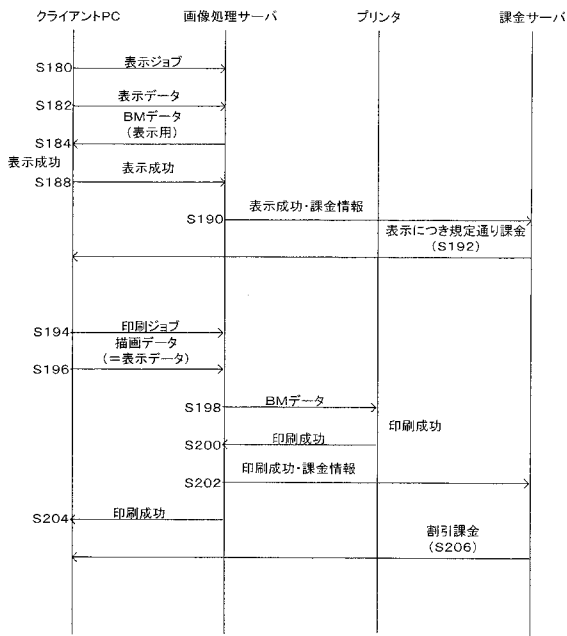 クライアントPC
画像処理サーバ
プリンタ
課金サーバ
S180
表示ジョブ
S182
表示データ
BMデータ
(表示用)
S184
表示成功
S188
表示成功
S190
表示成功・課金情報
表示につき規定通り課金
(S192)
S194
印刷ジョブ
描画データ
(＝表示データ)
S196
S198
BMデータ
印刷成功
S200
印刷成功
S202
印刷成功・課金情報
S204
印刷成功
割引課金
(S206)